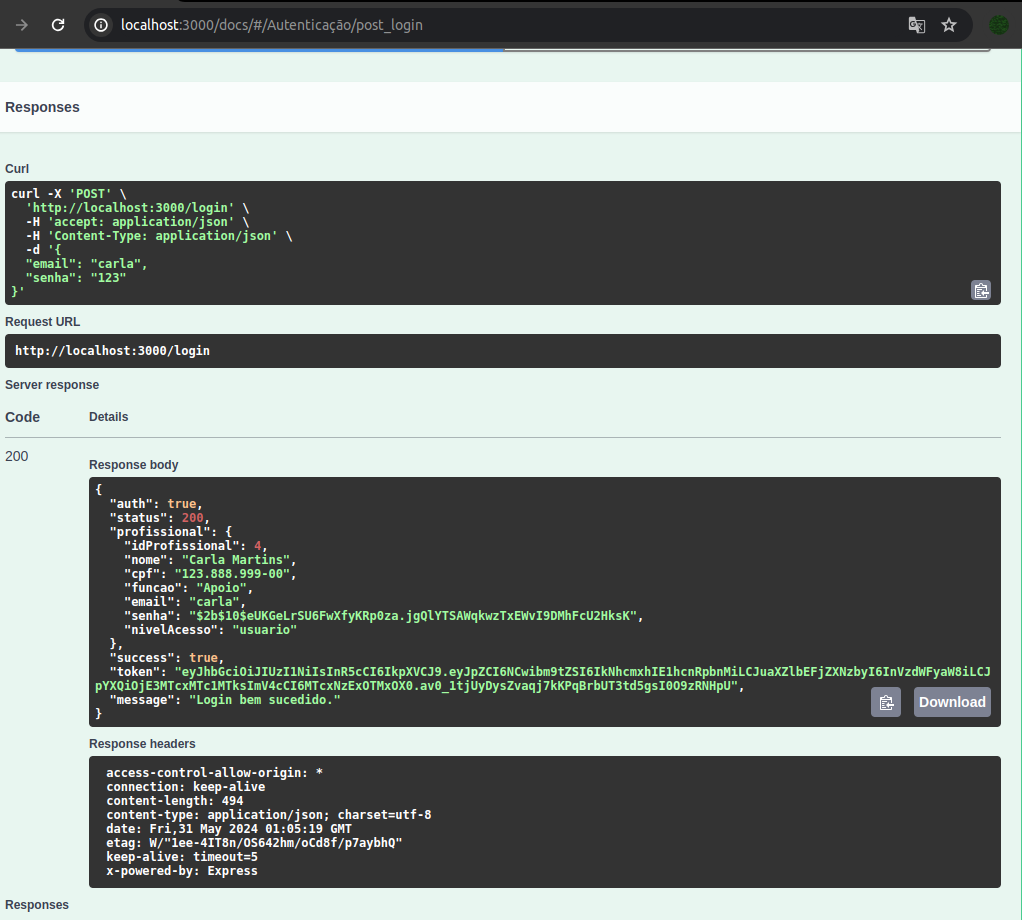 localhost:3000/docs/#/Autenticação/post_login
Responses
Curl
curl -X 'POST' \
  'http://localhost:3000/login' \
  -H 'accept: application/json' \
  -H 'Content-Type: application/json' \
  -d '{
  "email": "carla",
  "senha": "123"
}'
Request URL
http://localhost:3000/login
Server response
Code Details
200
Response body
{
  "auth": true,
  "status": 200,
  "profissional": {
    "idProfissional": 4,
    "nome": "Carla Martins",
    "cpf": "123.888.999-00",
    "funcao": "Apoio",
    "email": "carla",
    "senha": "$2b$10$eUKGeLrSU6FwXfyKRp0za.jgQlYTSAWqkwzTxEWvI9DMhFcU2HksK",
    "nivelAcesso": "usuario"
  },
  "success": true,
  "token": "eyJhbGciOiJIUzI1NiIsInR5cCI6IkpXVCJ9.eyJpZCI6NCwibm9tZSI6IkNhcmxhIE1hcnRpbnMiLCJuaXZlbEFjZXNzbyI6InVzdWFyaW8iLCJ
pYXQiOjE3MTcxMTc1MTksImV4cCI6MTcxNzExOTMxOX0.av0_1tjUyDysZvaqj7kKPqBrbUT3td5gsI0O9zRNHpU",
  "message": "Login bem sucedido."
}
Download
Response headers
access-control-allow-origin: *
connection: keep-alive
content-length: 494
content-type: application/json; charset=utf-8
date: Fri,31 May 2024 01:05:19 GMT
etag: W/"1ee-4IT8n/OS642hm/oCd8f/p7aybhQ"
keep-alive: timeout=5
x-powered-by: Express
Responses